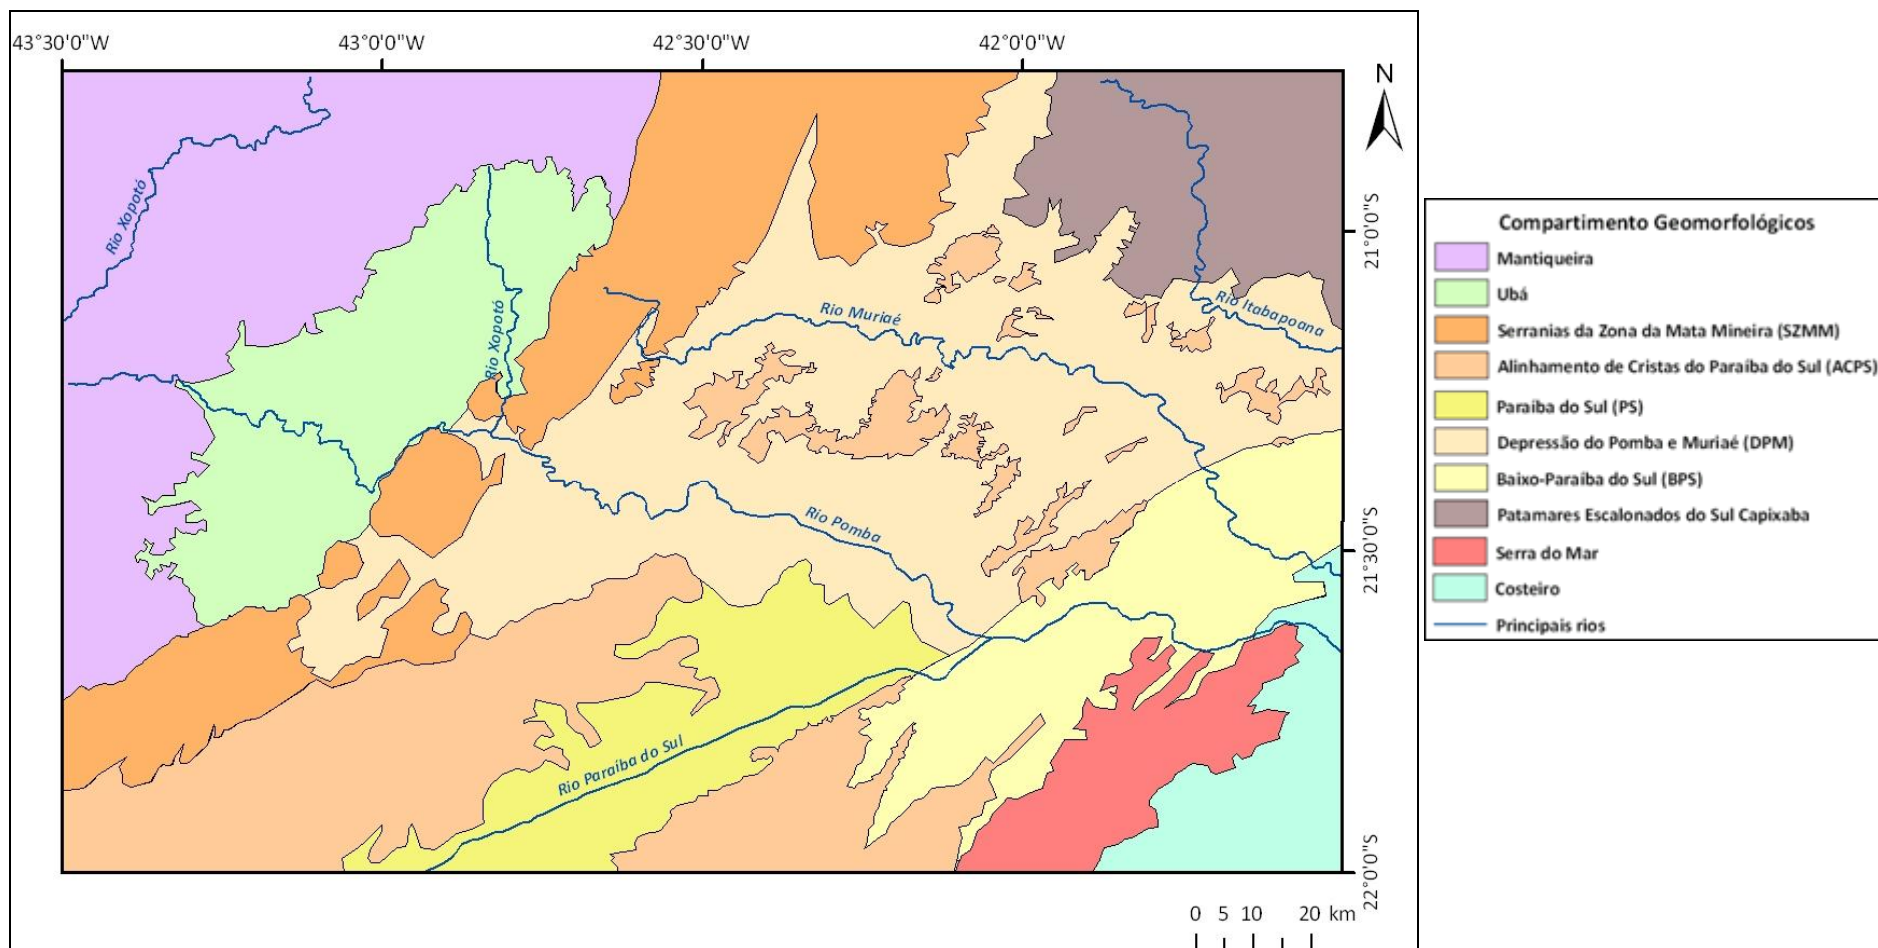 43°30'0"W
43°0'0"W
42°30'0"W
42°0'0"W
N
21°0'0"S
21°30'0"S
22°0'0"S
Rio Xopotó
Rio Xopotó
Rio Muriaé
Rio Itabapoana
Rio Pomba
Rio Paraíba do Sul
0 5 10 20 km
Compartimento Geomorfológicos
Mantiqueira
Ubá
Serranias da Zona da Mata Mineira (SZMM)
Alinhamento de Cristas do Paraíba do Sul (ACPS)
Paraíba do Sul (PS)
Depressão do Pomba e Muriaé (DPM)
Baixo-Paraíba do Sul (BPS)
Patamares Escalonados do Sul Capixaba
Serra do Mar
Costeiro
Principais rios